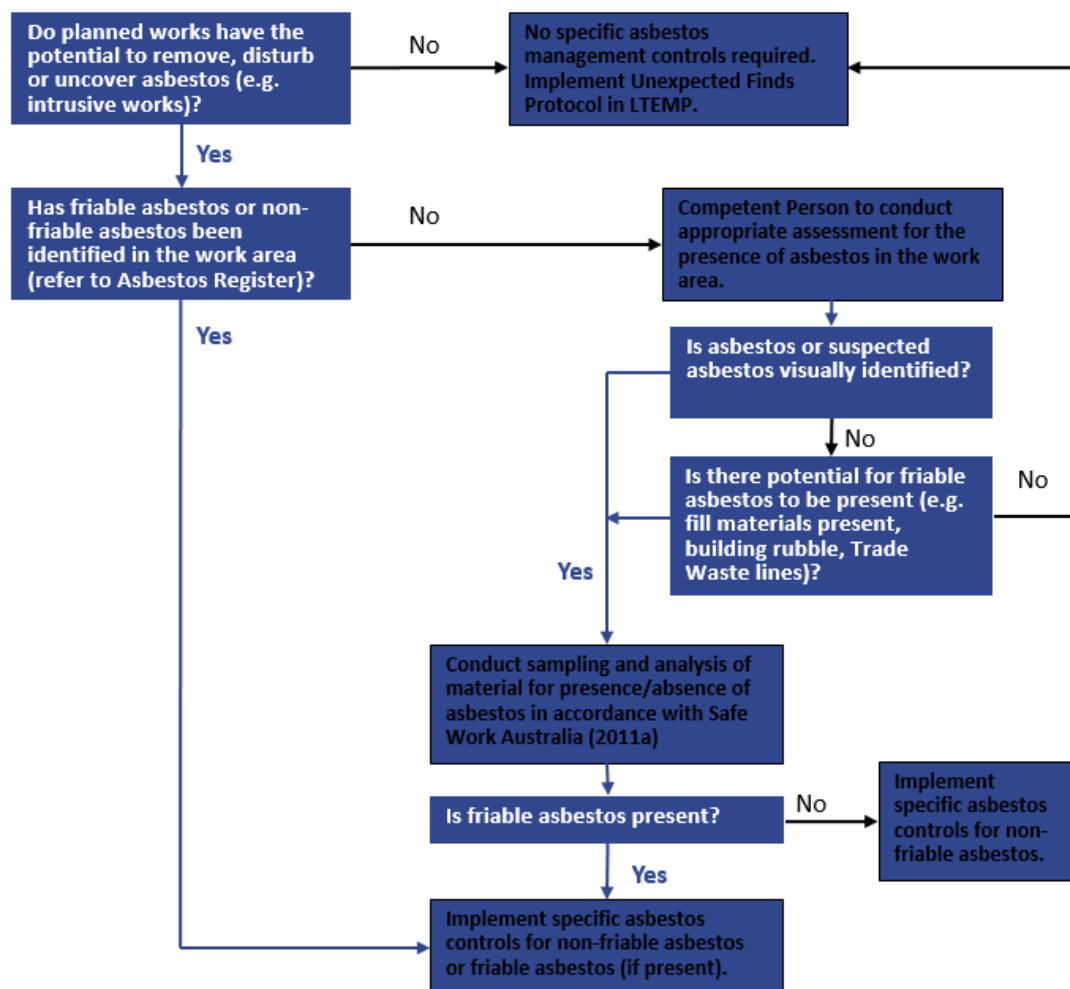 Do planned works have the
potential to remove, disturb
or uncover asbestos (e.g.
intrusive works)?
No
No specific asbestos
management controls required.
Implement Unexpected Finds
Protocol in LTEMP.
Yes
Has friable asbestos or non-
friable asbestos been
identified in the work area
(refer to Asbestos Register)?
No
Competent Person to conduct
appropriate assessment for the
presence of asbestos in the work
area.
Yes
Is asbestos or suspected
asbestos visually identified?
No
Is there potential for friable
asbestos to be present (e.g.
fill materials present,
building rubble, Trade
Waste lines)?
No
Yes
Conduct sampling and analysis of
material for presence/absence of
asbestos in accordance with Safe
Work Australia (2011a)
Is friable asbestos present?
No
Implement
specific asbestos
controls for non-
friable asbestos.
Yes
Implement specific asbestos
controls for non-friable asbestos
or friable asbestos (if present).